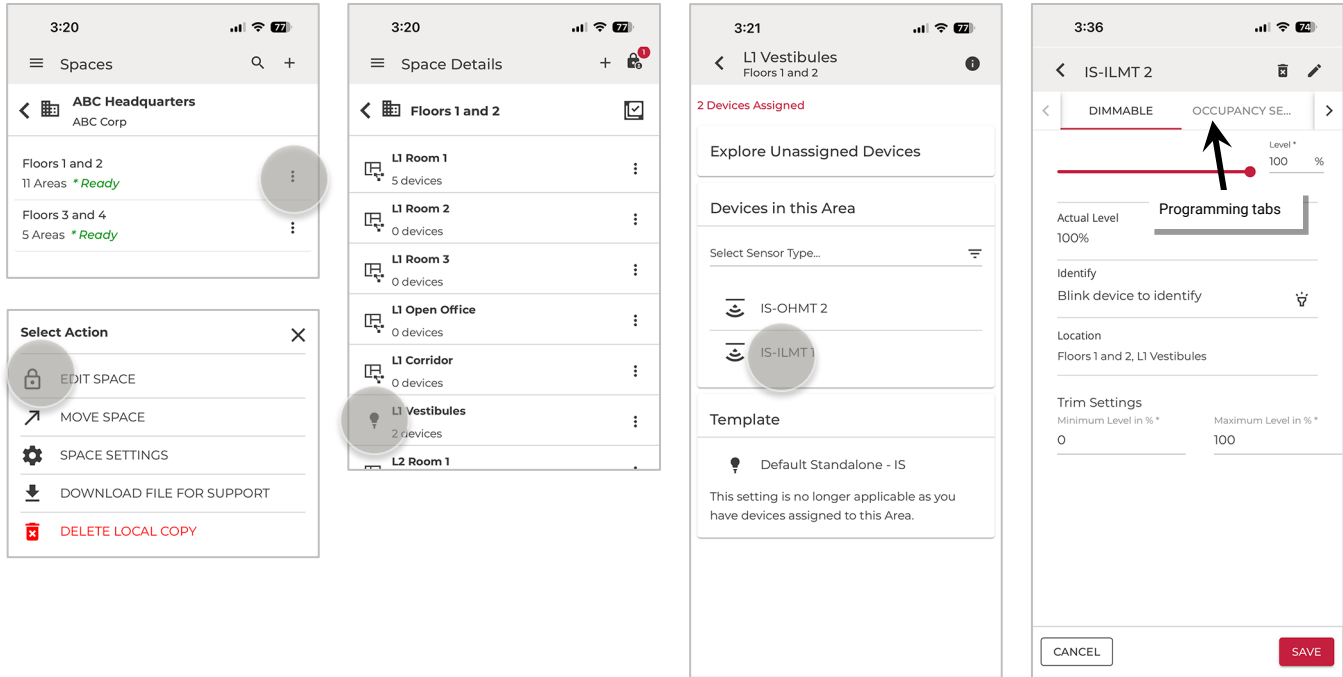 3:20
77
Spaces
ABC Headquarters
ABC Corp
Floors 1 and 2
11 Areas * Ready
Floors 3 and 4
5 Areas * Ready
Select Action
EDIT SPACE
MOVE SPACE
SPACE SETTINGS
DOWNLOAD FILE FOR SUPPORT
DELETE LOCAL COPY
3:20
77
Space Details
1
Floors 1 and 2
L1 Room 1
5 devices
L1 Room 2
0 devices
L1 Room 3
0 devices
L1 Open Office
0 devices
L1 Corridor
0 devices
L1 Vestibules
2 devices
L2 Room 1
3:21
77
L1 Vestibules
Floors 1 and 2
2 Devices Assigned
Explore Unassigned Devices
Devices in this Area
Select Sensor Type...
IS-OHMT 2
IS-ILMT 1
Template
Default Standalone - IS
This setting is no longer applicable as you
have devices assigned to this Area.
3:36
74
IS-ILMT 2
DIMMABLE OCCUPANCY SE...
Level *
100 %
Programming tabs
Actual Level
100%
Identify
Blink device to identify
Location
Floors 1 and 2, L1 Vestibules
Trim Settings
Minimum Level in % * Maximum Level in % *
0 100
CANCEL SAVE